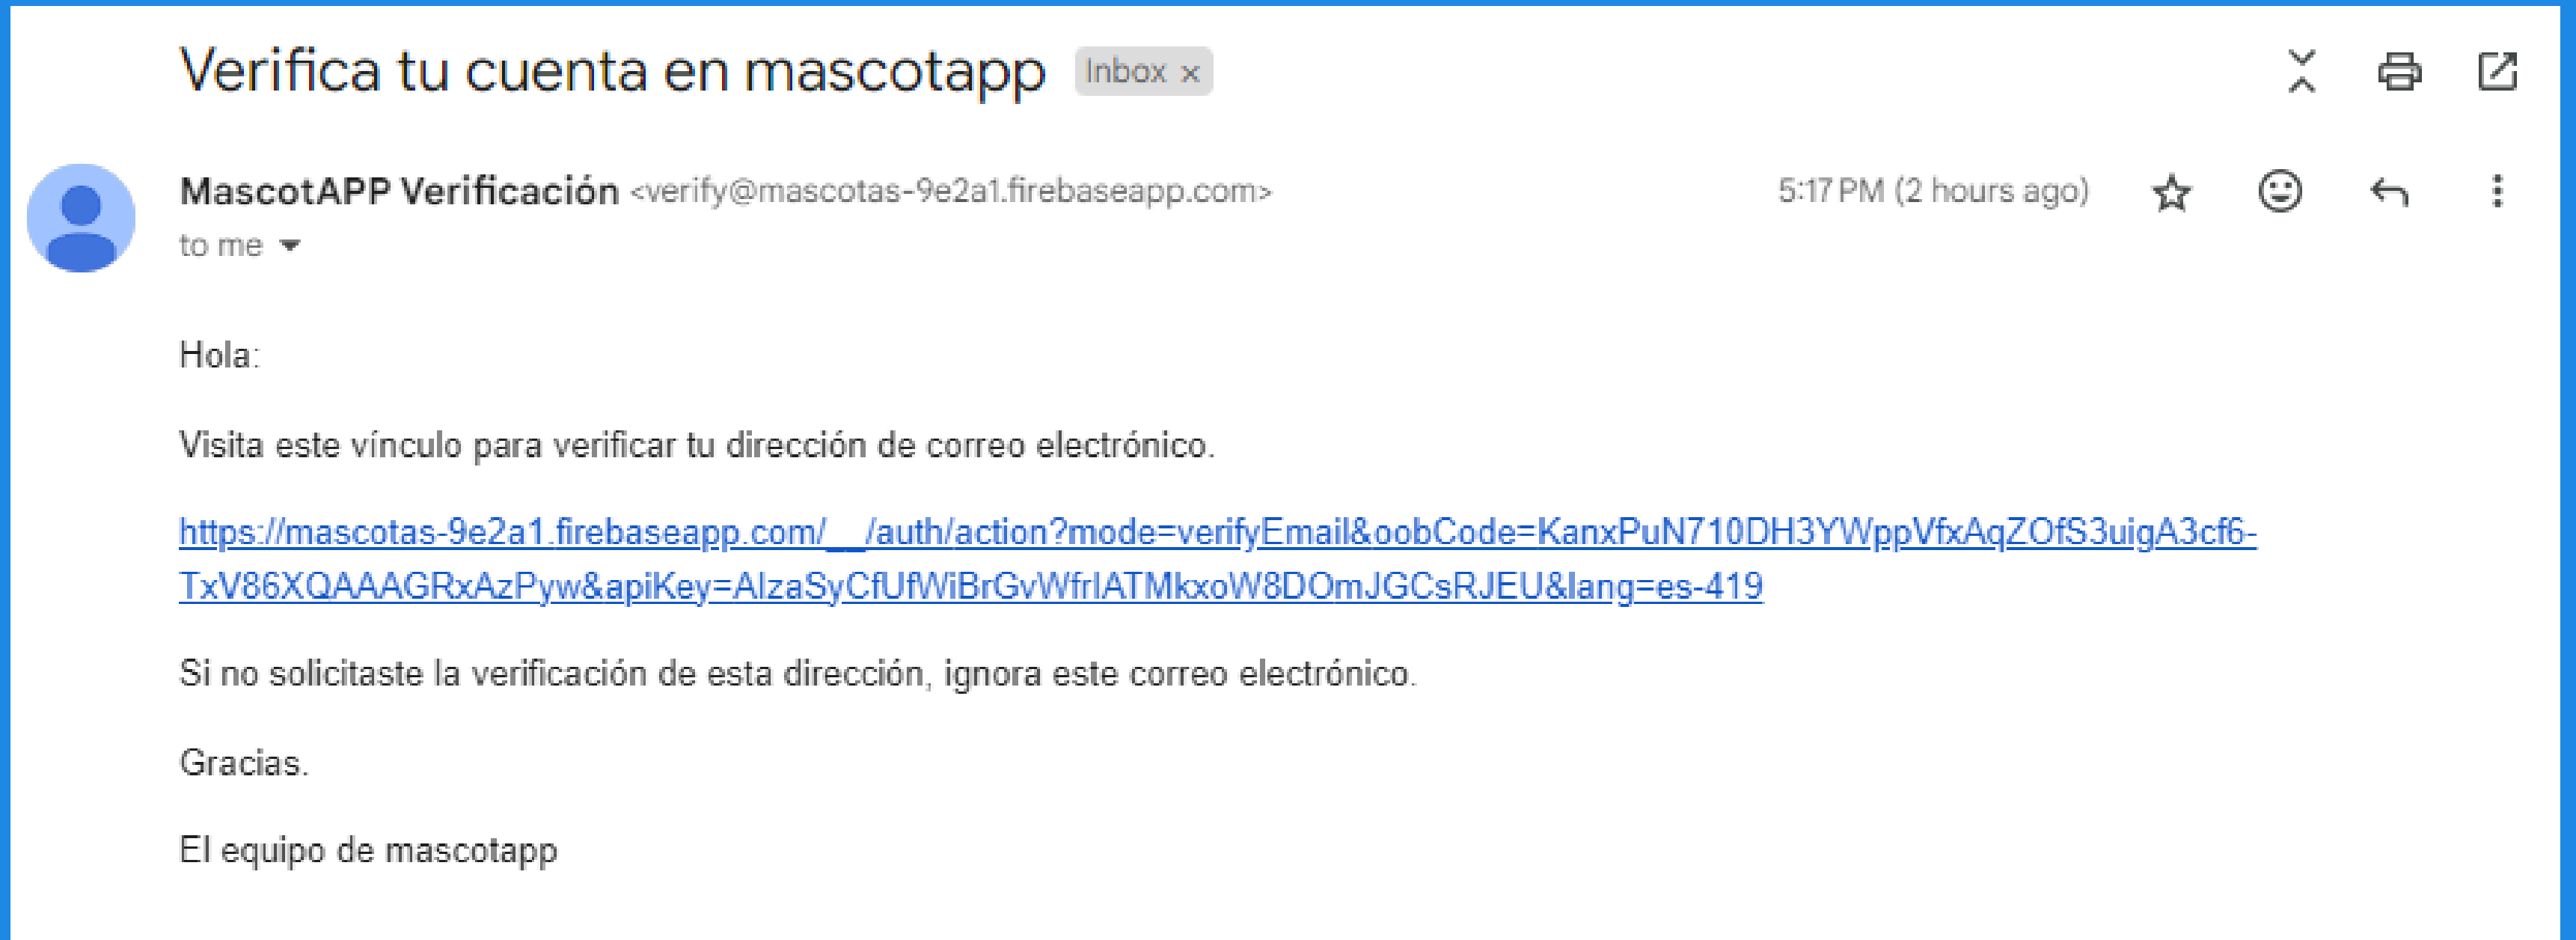 Verifica tu cuenta en mascotapp Inbox x
MascotAPP Verificación <verify@mascotas-9e2a1.firebaseapp.com> 5:17 PM (2 hours ago)
to me
Hola:
Visita este vínculo para verificar tu dirección de correo electrónico.
https://mascotas-9e2a1.firebaseapp.com/__/auth/action?mode=verifyEmail&oobCode=KanxPuN710DH3YWppVfxAqZOfS3uigA3cf6-
TxV86XQAAAGRxAzPyw&apiKey=AIzaSyCfUfWiBrGvWfrIATMkxoW8DOmJGCsRJEU&lang=es-419
Si no solicitaste la verificación de esta dirección, ignora este correo electrónico.
Gracias.
El equipo de mascotapp